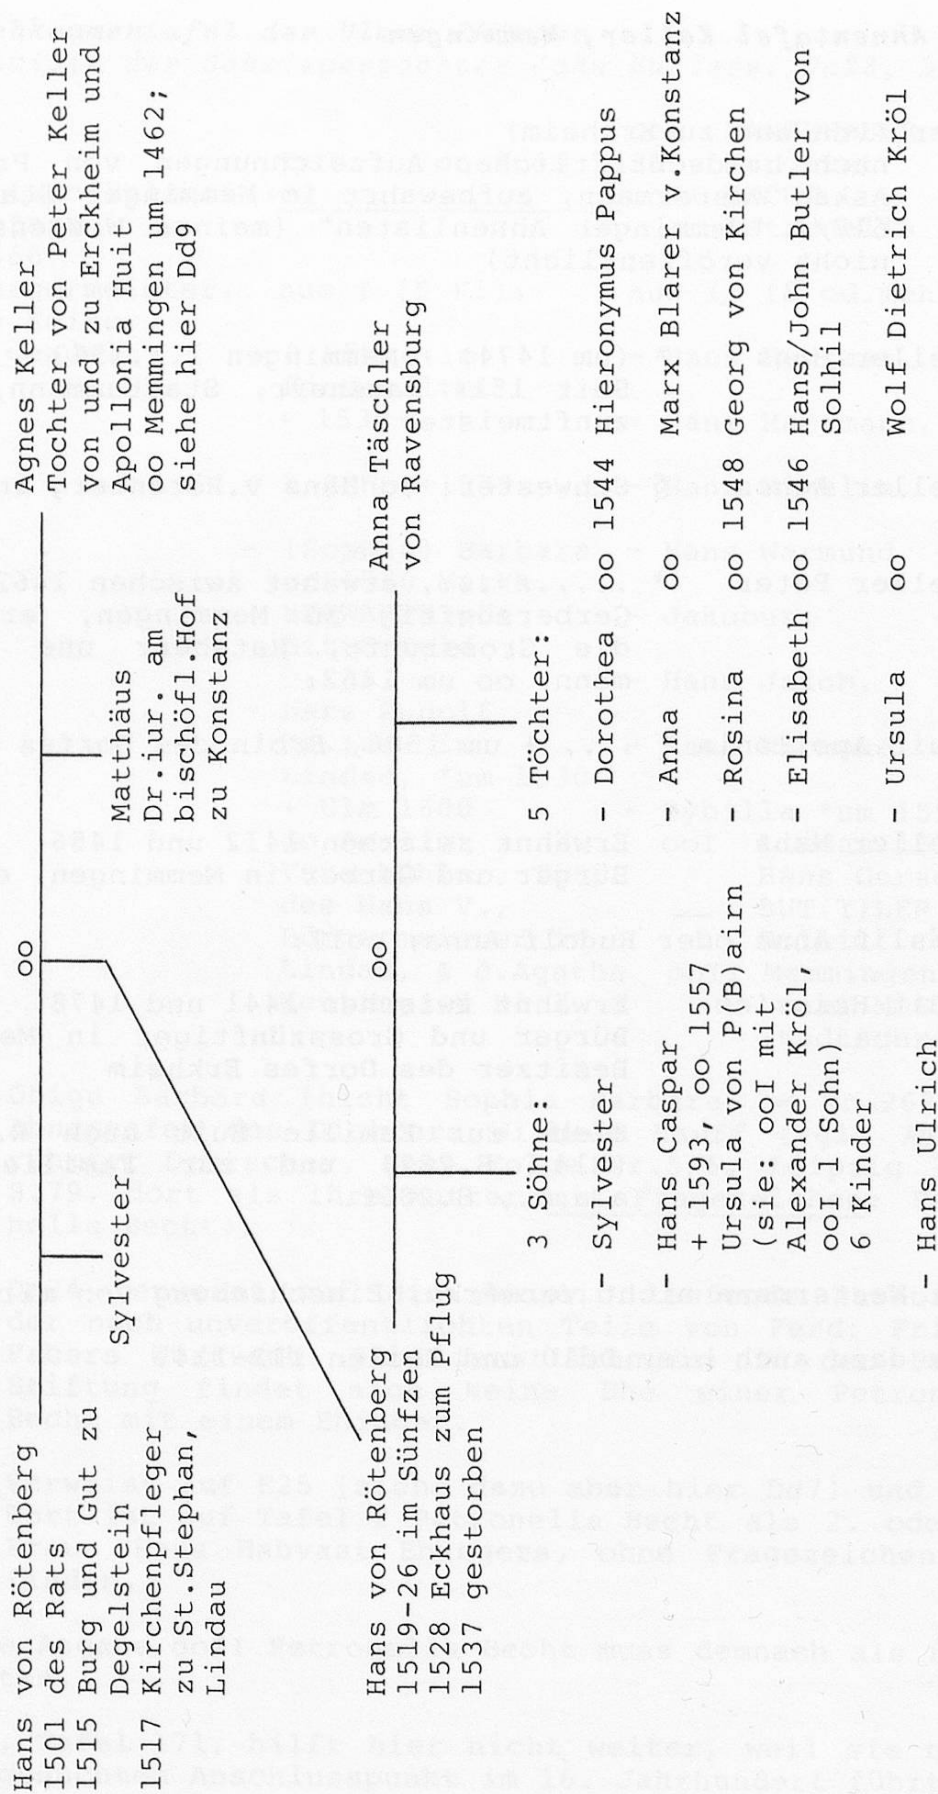 Hans von Rötenberg
1501 des Rats
1515 Burg und Gut zu
Degelstein
1517 Kirchenpfleger
zu St.Stephan,
Lindau
oo
Agnes Keller
Tochter von Peter Keller
von und zu Erkheim und
Apollonia Huit
oo Memmingen um 1462;
siehe hier Dd9
Sylvester
Matthäus
Dr.iur. am
bischöfl.Hof
zu Konstanz
Hans von Rötenberg
1519-26 im Sünfzen
1528 Eckhaus zum Pflug
1537 gestorben
oo
Anna Täschler
von Ravensburg
3 Söhne:
- Sylvester
- Hans Caspar
+ 1591, oo 1557
Ursula von P(B)airn
(sie: ooI mit
Alexander Kröl,
ooI 1 Sohn)
6 Kinder
- Hans Ulrich
5 Töchter:
- Dorothea oo 1544 Hieronymus Pappus
- Anna oo Marx Blarer v.Konstanz
- Rosina oo 1548 Georg von Kirchen
- Elisabeth oo 1546 Hans/John Butler von
Solhil
- Ursula oo Wolf Dietrich Kröl